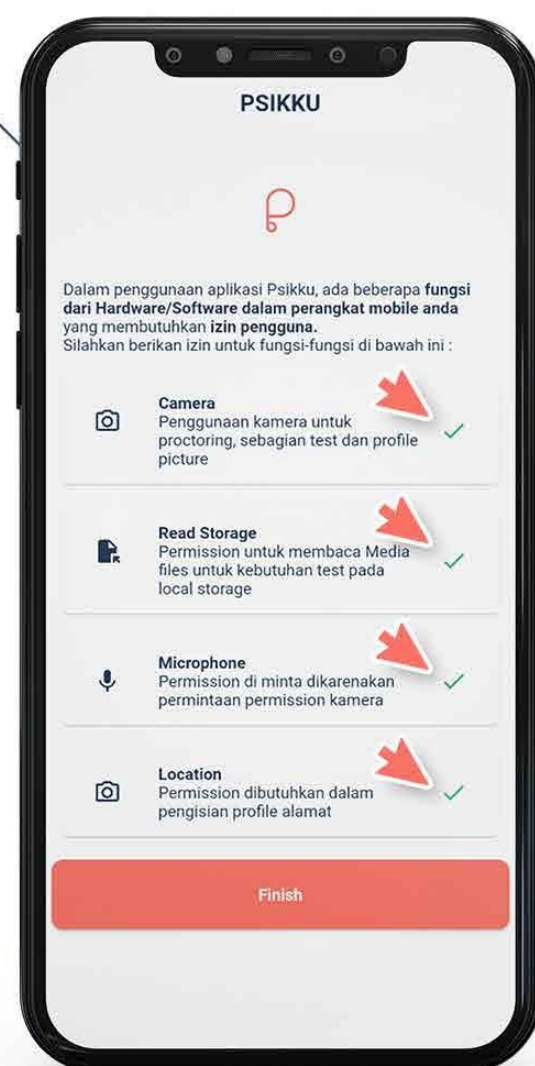 PSIKKU
Dalam penggunaan aplikasi Psikku, ada beberapa fungsi
dari Hardware/Software dalam perangkat mobile anda
yang membutuhkan izin pengguna.
Silahkan berikan izin untuk fungsi-fungsi di bawah ini :
Camera
Penggunaan kamera untuk
proctoring, sebagian test dan profile
picture
Read Storage
Permission untuk membaca Media
files untuk kebutuhan test pada
local storage
Microphone
Permission di minta dikarenakan
permintaan permission kamera
Location
Permission dibutuhkan dalam
pengisian profile alamat
Finish